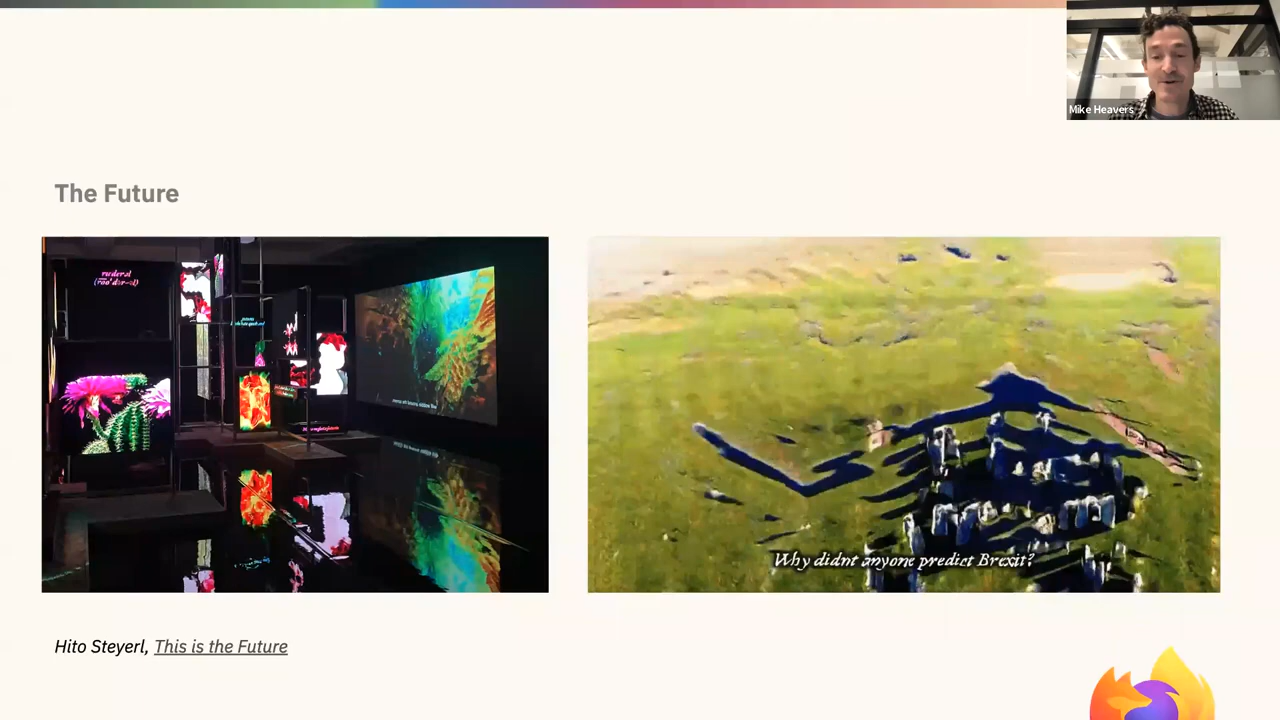 Mike Heavers
The Future
ruderal
Why didnt anyone predict Brexit?
Hito Steyerl, This is the Future